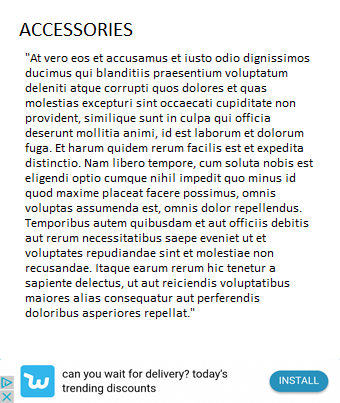 ACCESSORIES
"At vero eos et accusamus et iusto odio dignissimos
ducimus qui blanditiis praesentium voluptatum
deleniti atque corrupti quos dolores et quas
molestias excepturi sint occaecati cupiditate non
provident, similique sunt in culpa qui officia
deserunt mollitia animi, id est laborum et dolorum
fuga. Et harum quidem rerum facilis est et expedita
distinctio. Nam libero tempore, cum soluta nobis est
eligendi optio cumque nihil impedit quo minus id
quod maxime placeat facere possimus, omnis
voluptas assumenda est, omnis dolor repellendus.
Temporibus autem quibusdam et aut officiis debitis
aut rerum necessitatibus saepe eveniet ut et
voluptates repudiandae sint et molestiae non
recusandae. Itaque earum rerum hic tenetur a
sapiente delectus, ut aut reiciendis voluptatibus
maiores alias consequatur aut perferendis
doloribus asperiores repellat."
can you wait for delivery? today's
trending discounts
INSTALL